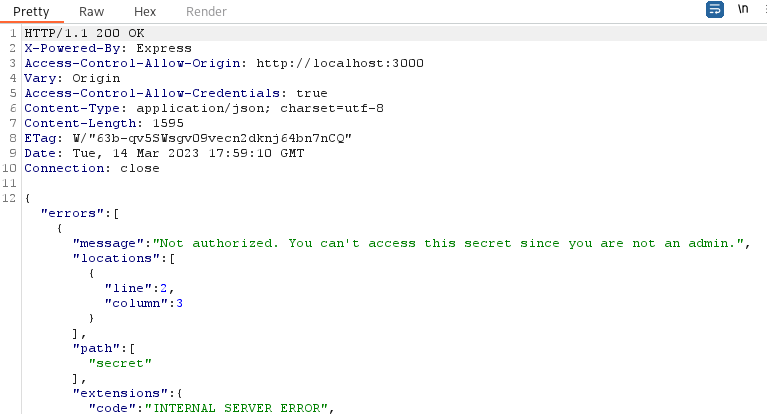 Pretty Raw Hex Render \n
1 HTTP/1.1 200 OK
2 X-Powered-By: Express
3 Access-Control-Allow-Origin: http://localhost:3000
4 Vary: Origin
5 Access-Control-Allow-Credentials: true
6 Content-Type: application/json; charset=utf-8
7 Content-Length: 1595
8 ETag: W/"63b-qv5SWsgv09vecn2dknj64bn7nCQ"
9 Date: Tue, 14 Mar 2023 17:59:10 GMT
10 Connection: close
11
12 {
"errors":[
{
"message":"Not authorized. You can't access this secret since you are not an admin.",
"locations":[
{
"line":2,
"column":3
}
],
"path":[
"secret"
],
"extensions":{
"code":"INTERNAL_SERVER_ERROR",